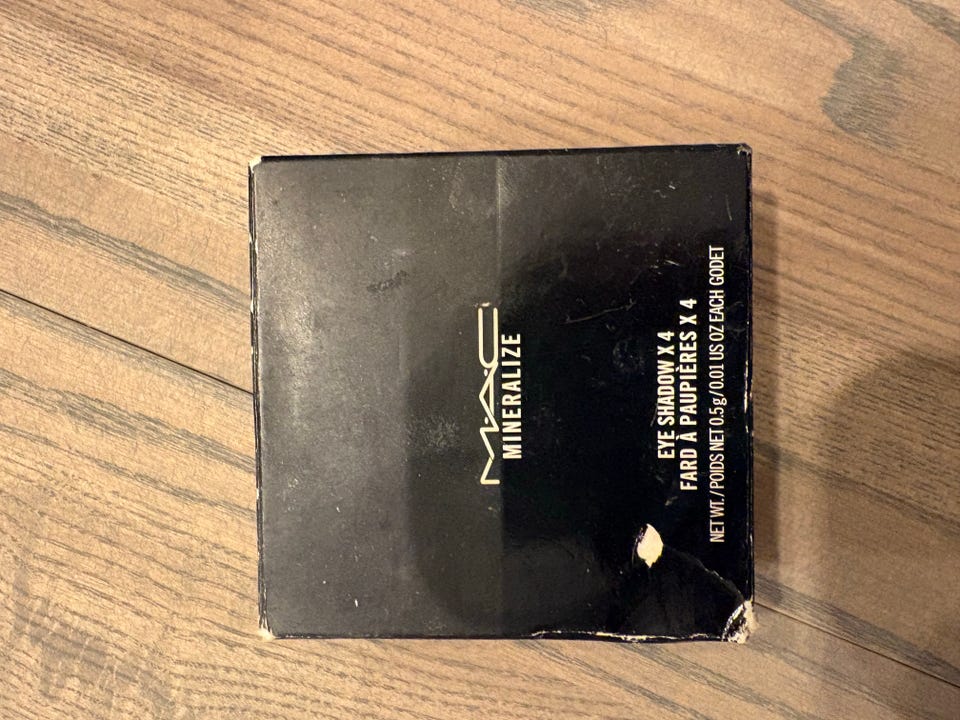 M·A·C
MINERALIZE
EYE SHADOW X 4
FARD À PAUPIÈRES X 4
NET WT. / POIDS NET 0.5 g / 0.01 US OZ EACH GODET